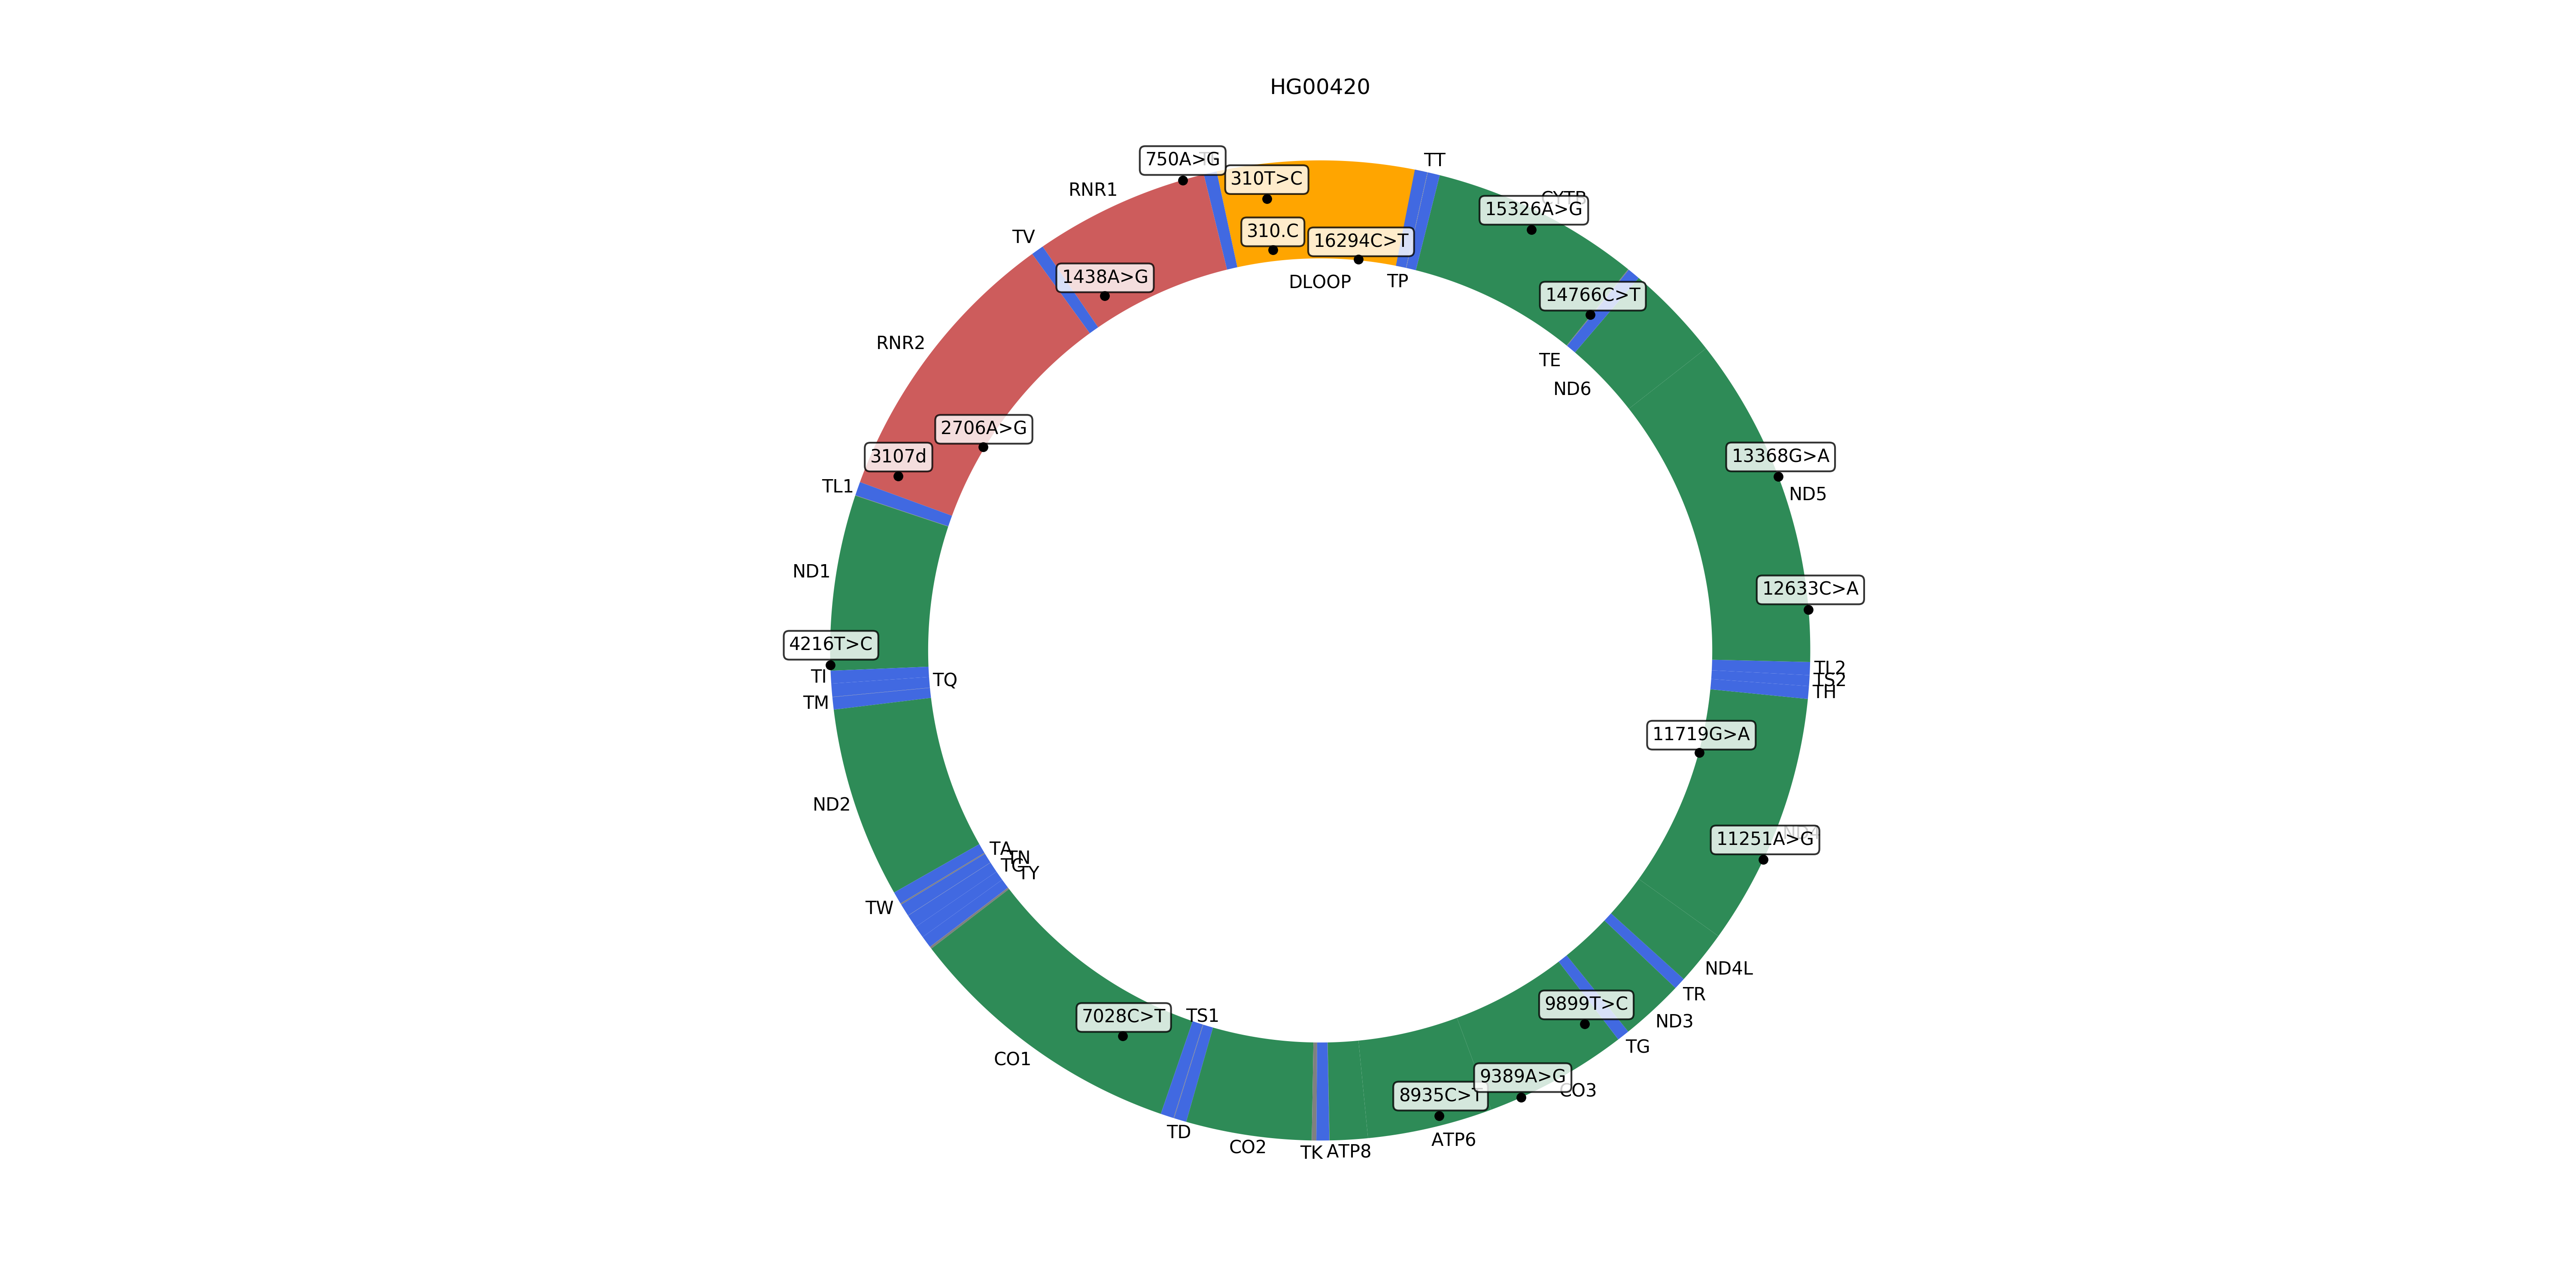 HG00420
750A>G
TT
310T>C
RNR1
CYTB
15326A>G
310.C
TV
16294C>T
1438A>G
DLOOP
TP
14766C>T
RNR2
TE
ND6
2706A>G
3107d
13368G>A
TL1
ND5
ND1
12633C>A
4216T>C
TI
TQ
TL2
TS2
TH
TM
11719G>A
ND2
11251A>G
TA
TN
TC
TY
TW
ND4L
TR
9899T>C
7028C>T
TS1
ND3
TG
CO1
9389A>G
CO3
8935C>T
TD
ATP6
CO2
TK
ATP8